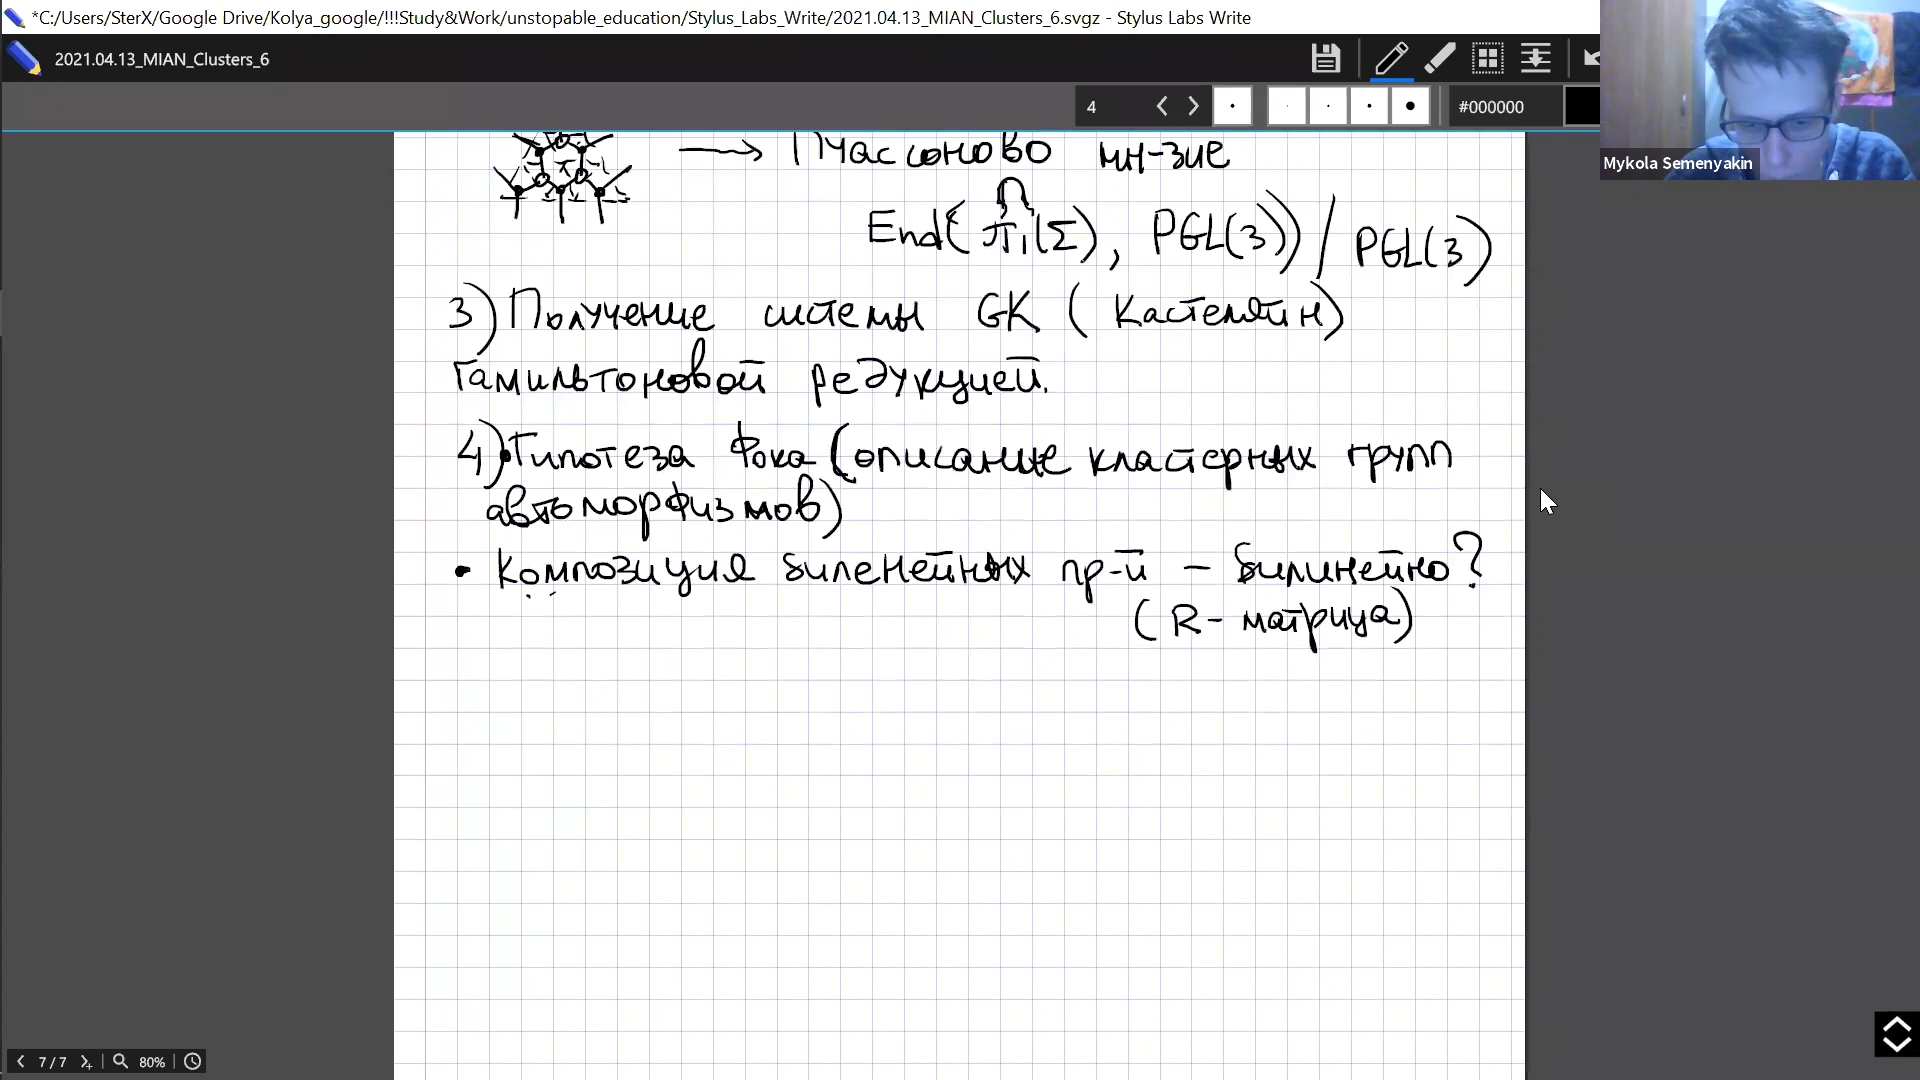 *C:/Users/SterX/Google Drive/Kolya_google/!!!Study&Work/unstopable_education/Stylus_Labs_Write/2021.04.13_MIAN_Clusters_6.svgz - Stylus Labs Write
2021.04.13_MIAN_Clusters_6
4
#000000
Mykola Semenyakin
→ Пуассоново мн-зие
End(π₁(Σ), PGL(3)) / PGL(3)
3) Получение системы GK (Кастелятин)
гамильтоновой редукцией.
4) • Гипотеза Фока (описание кластерных групп
автоморфизмов)
• Композиция биленейных пр-й – билинейно?
(R - матрица)
7 / 7
80%